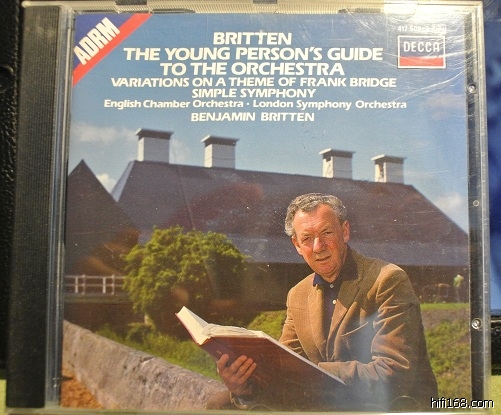 ADRM
BRITTEN
THE YOUNG PERSON'S GUIDE
TO THE ORCHESTRA
VARIATIONS ON A THEME OF FRANK BRIDGE
SIMPLE SYMPHONY
English Chamber Orchestra · London Symphony Orchestra
BENJAMIN BRITTEN
DECCA
hifi168.com